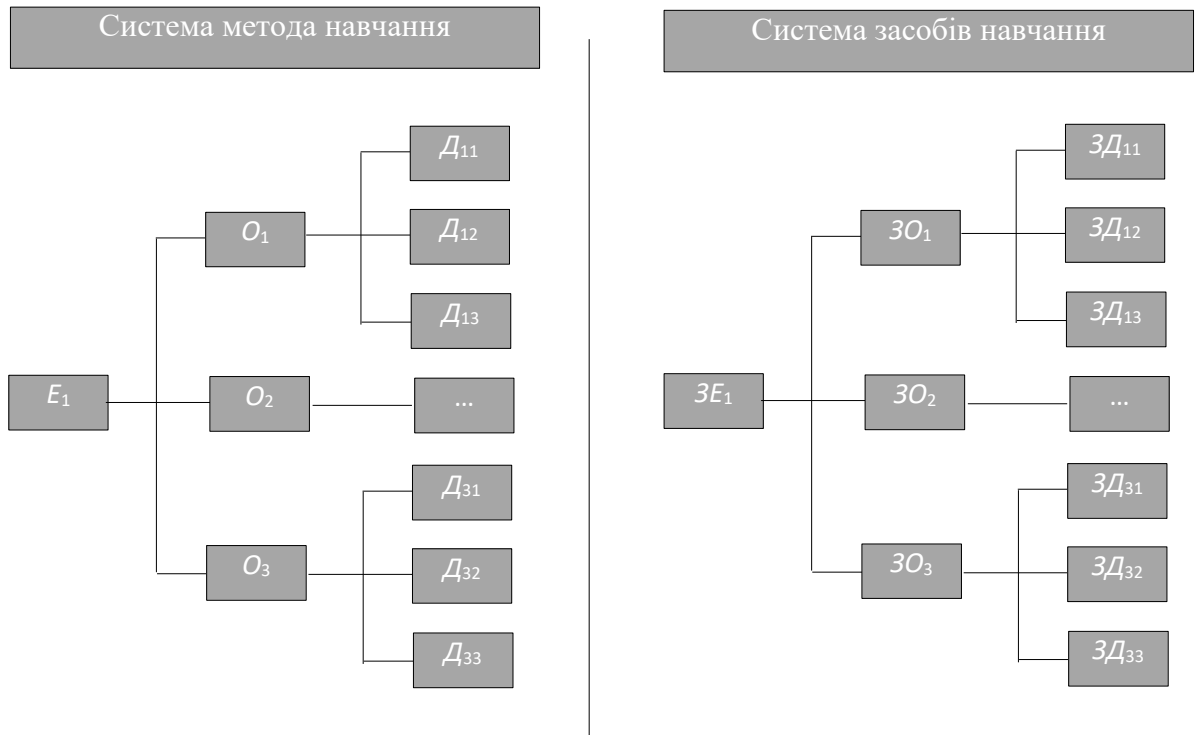 Система метода навчання
Система засобів навчання
Д11
О1
Д12
Д13
Е1
О2
...
Д31
О3
Д32
Д33
ЗД11
ЗО1
ЗД12
ЗД13
ЗЕ1
ЗО2
...
ЗД31
ЗО3
ЗД32
ЗД33